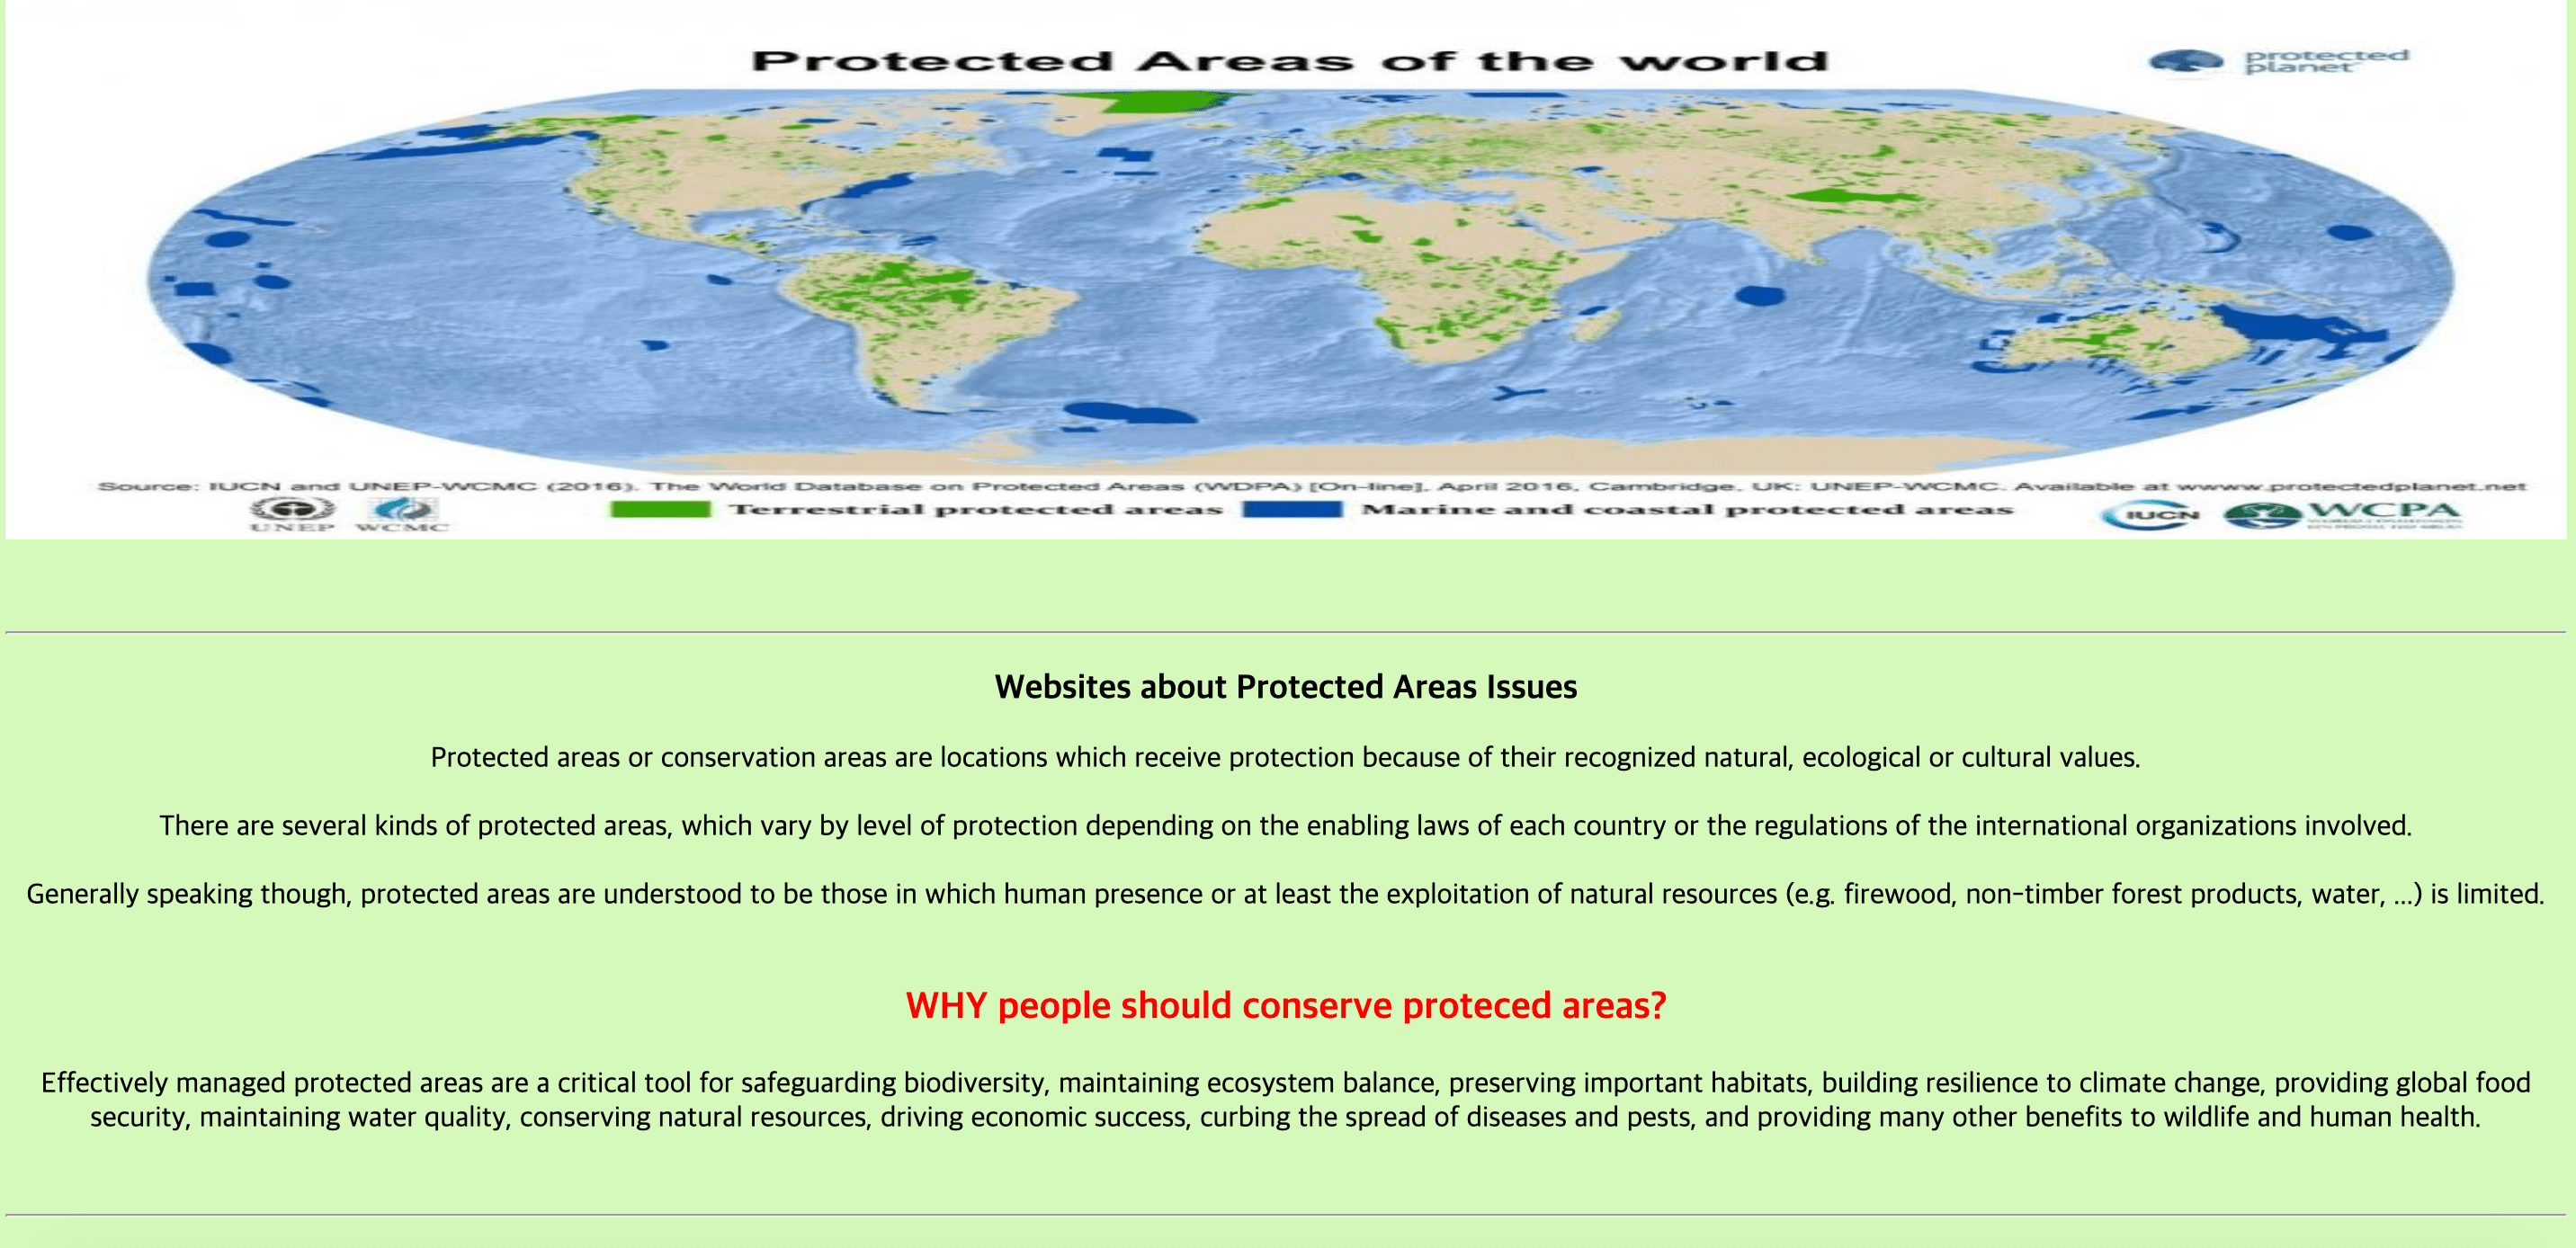 Protected Areas of the world
protected
planet
Source: IUCN and UNEP-WCMC (2016). The World Database on Protected Areas (WDPA) [On-line]. April 2016, Cambridge, UK: UNEP-WCMC. Available at wwww.protectedplanet.net
UNEP WCMC
Terrestrial protected areas
Marine and coastal protected areas
IUCN
WCPA
Websites about Protected Areas Issues
Protected areas or conservation areas are locations which receive protection because of their recognized natural, ecological or cultural values.
There are several kinds of protected areas, which vary by level of protection depending on the enabling laws of each country or the regulations of the international organizations involved.
Generally speaking though, protected areas are understood to be those in which human presence or at least the exploitation of natural resources (e.g. firewood, non-timber forest products, water, ...) is limited.
WHY people should conserve proteced areas?
Effectively managed protected areas are a critical tool for safeguarding biodiversity, maintaining ecosystem balance, preserving important habitats, building resilience to climate change, providing global food
security, maintaining water quality, conserving natural resources, driving economic success, curbing the spread of diseases and pests, and providing many other benefits to wildlife and human health.